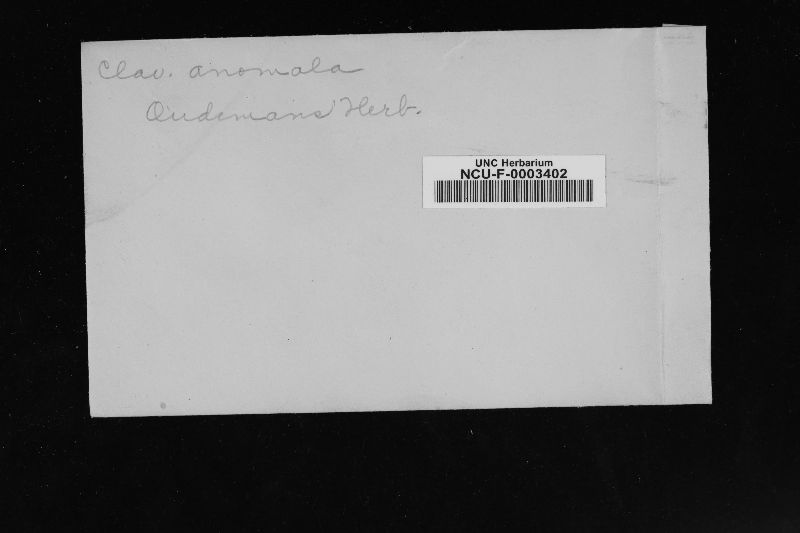 Clav. anomala
Oudemans' Herb.
UNC Herbarium
NCU-F-0003402